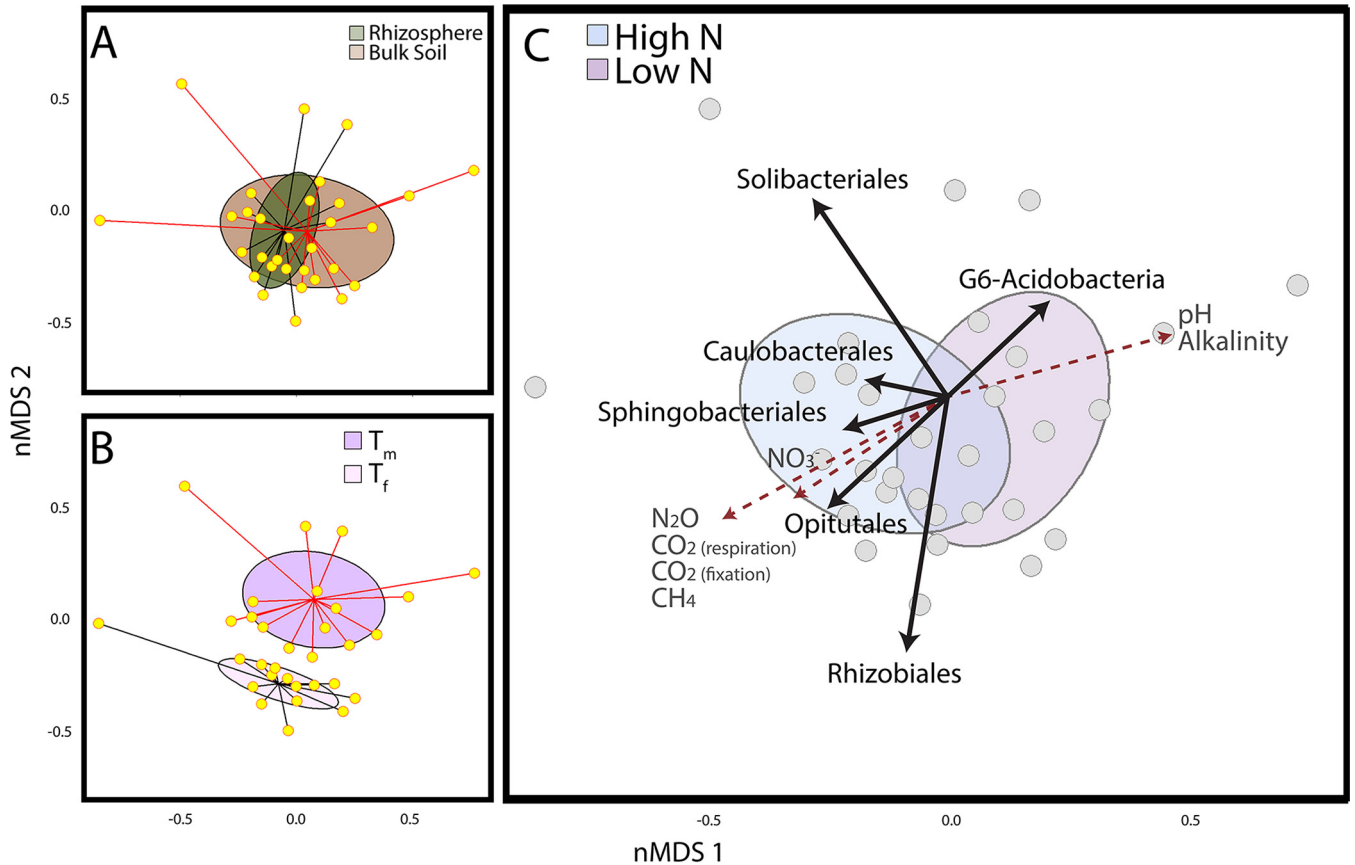 A
Rhizosphere
Bulk Soil
0.5
0.0
-0.5
B
Tm
Tf
0.5
0.0
-0.5
-0.5
0.0
0.5
nMDS 2
C
High N
Low N
Solibacteriales
G6-Acidobacteria
pH
Alkalinity
Caulobacterales
Sphingobacteriales
NO3-
Opitutales
N2O
CO2 (respiration)
CO2 (fixation)
CH4
Rhizobiales
-0.5
0.0
0.5
nMDS 1